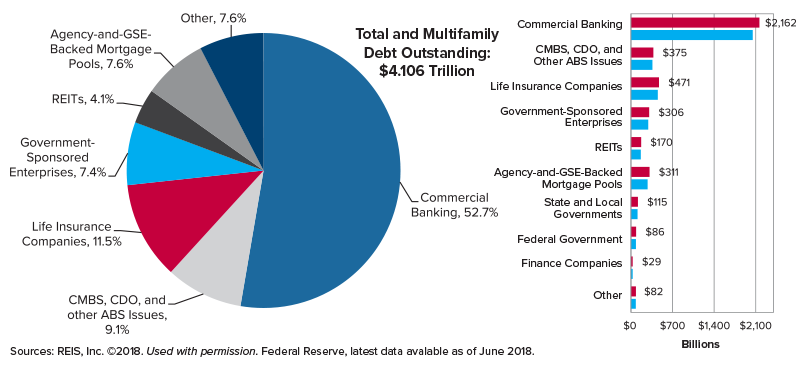 Other, 7.6%
Agency-and-GSE-
Backed Mortgage
Pools, 7.6%
REITs, 4.1%
Government-
Sponsored
Enterprises, 7.4%
Life Insurance
Companies, 11.5%
CMBS, CDO, and
other ABS Issues,
9.1%
Commercial
Banking, 52.7%
Total and Multifamily
Debt Outstanding:
$4.106 Trillion
Commercial Banking
$2,162
CMBS, CDO, and
Other ABS Issues
$375
Life Insurance Companies
$471
Government-Sponsored
Enterprises
$306
REITs
$170
Agency-and-GSE-Backed
Mortgage Pools
$311
State and Local
Governments
$115
Federal Government
$86
Finance Companies
$29
Other
$82
$0
$700
$1,400
$2,100
Billions
Sources: REIS, Inc. ©2018. Used with permission. Federal Reserve, latest data avalable as of June 2018.